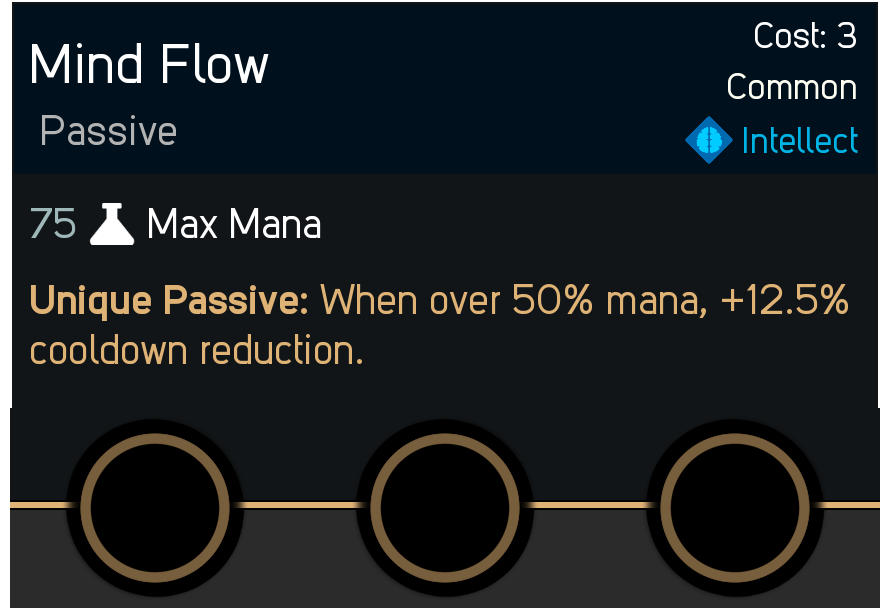 Mind Flow
Cost: 3
Common
Passive
Intellect
75 Max Mana
Unique Passive: When over 50% mana, +12.5%
cooldown reduction.